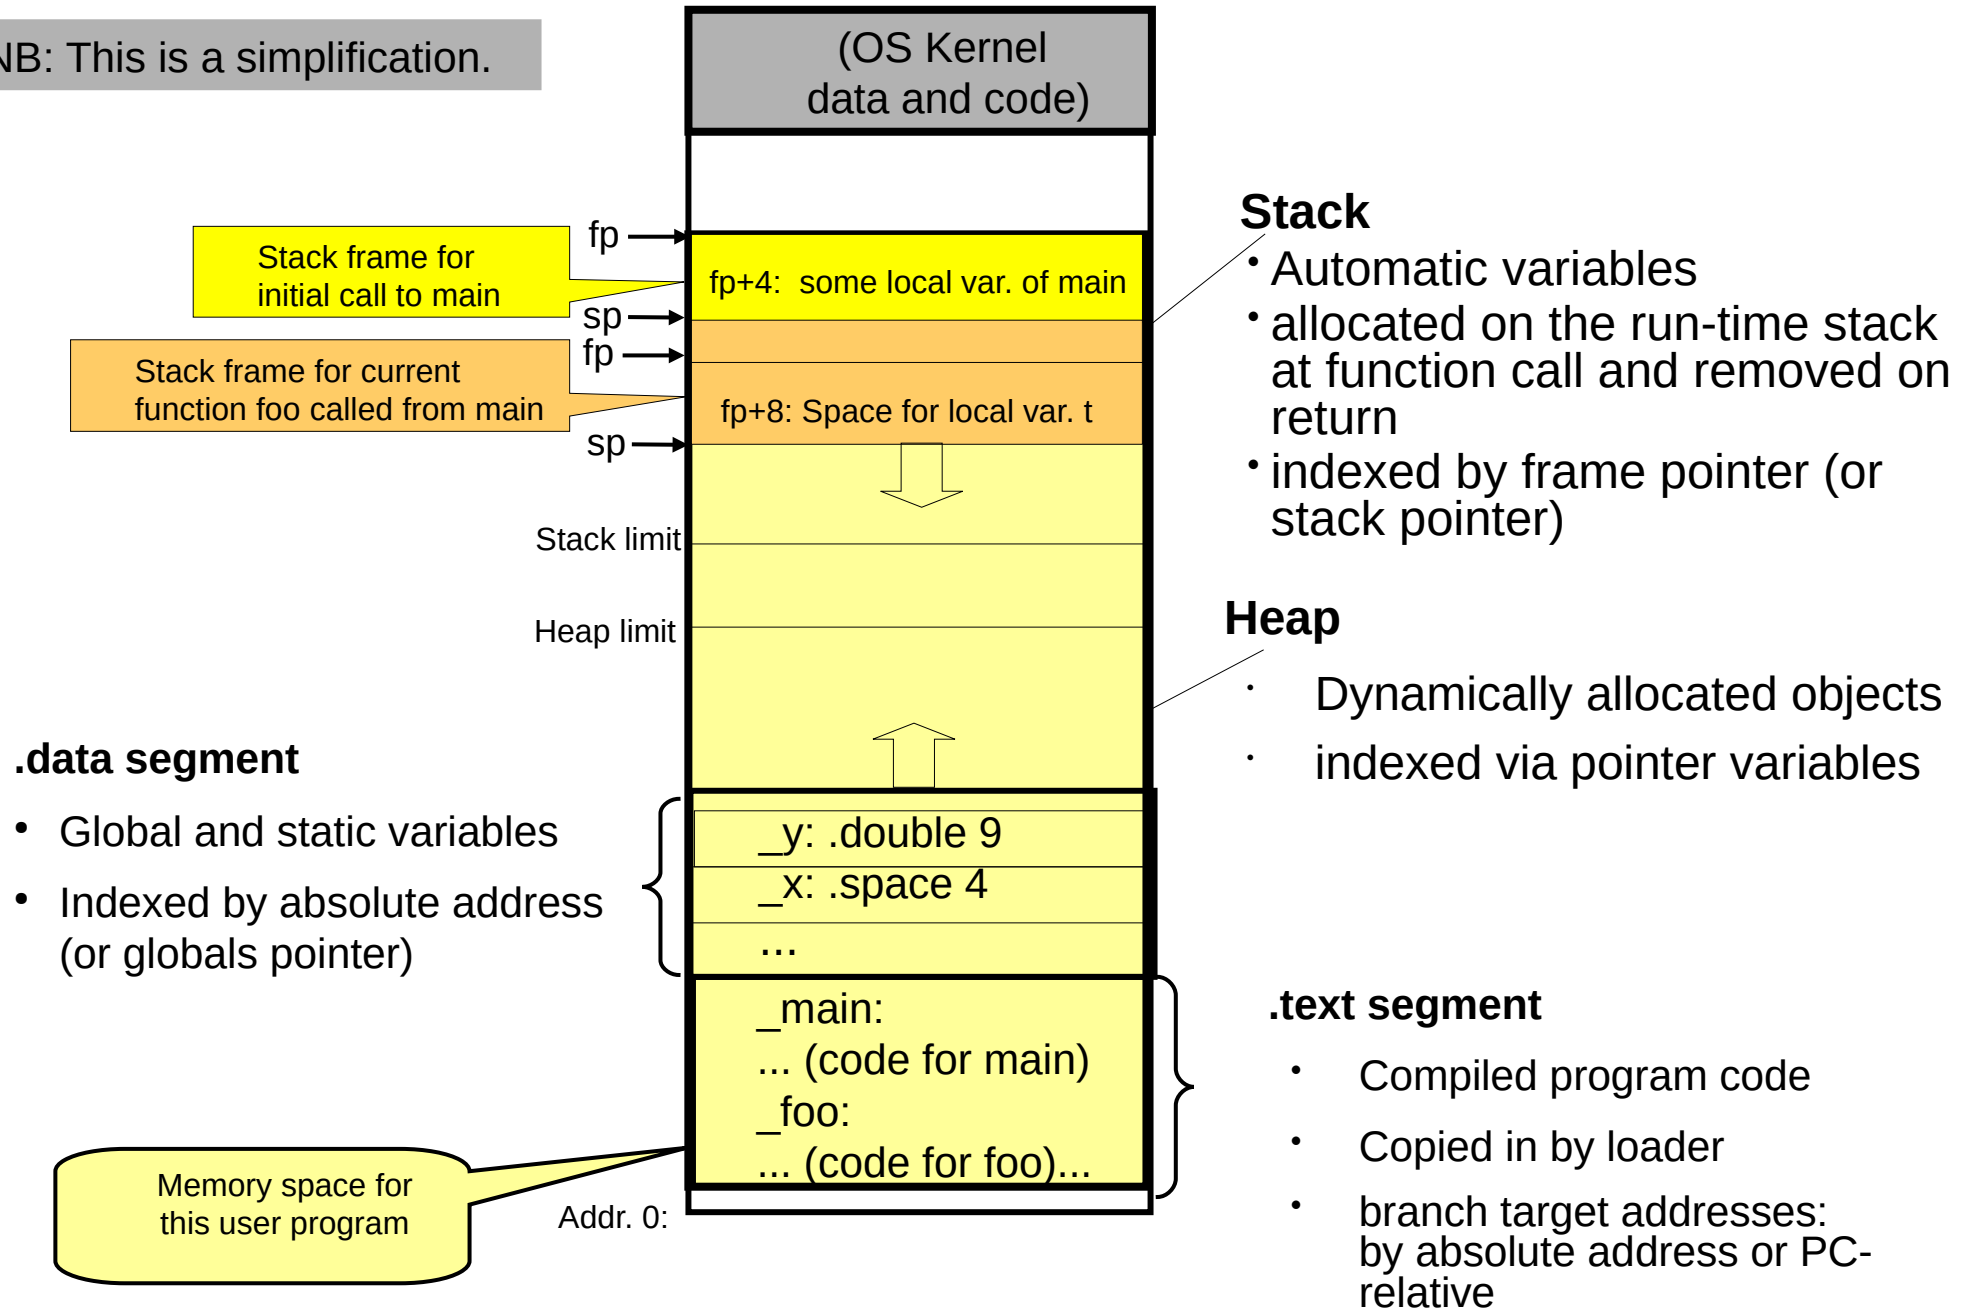 NB: This is a simplification.
(OS Kernel
data and code)
fp
Stack frame for
initial call to main
fp+4:  some local var. of main
sp
fp
Stack frame for current
function foo called from main
fp+8: Space for local var. t
sp
Stack limit
Heap limit
Stack
• Automatic variables
• allocated on the run-time stack
at function call and removed on
return
• indexed by frame pointer (or
stack pointer)
Heap
• Dynamically allocated objects
• indexed via pointer variables
.data segment
• Global and static variables
• Indexed by absolute address
(or globals pointer)
_y: .double 9
_x: .space 4
...
_main:
... (code for main)
_foo:
... (code for foo)...
.text segment
• Compiled program code
• Copied in by loader
• branch target addresses:
by absolute address or PC-
relative
Memory space for
this user program
Addr. 0: